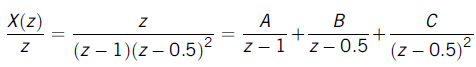 X(z)/z = z/((z – 1)(z – 0.5)²) = A/(z – 1) + B/(z – 0.5) + C/((z – 0.5)²)